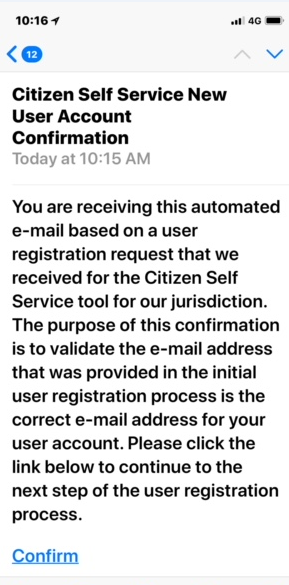 10:16
4G
12
Citizen Self Service New
User Account
Confirmation
Today at 10:15 AM
You are receiving this automated
e-mail based on a user
registration request that we
received for the Citizen Self
Service tool for our jurisdiction.
The purpose of this confirmation
is to validate the e-mail address
that was provided in the initial
user registration process is the
correct e-mail address for your
user account. Please click the
link below to continue to the
next step of the user registration
process.
Confirm